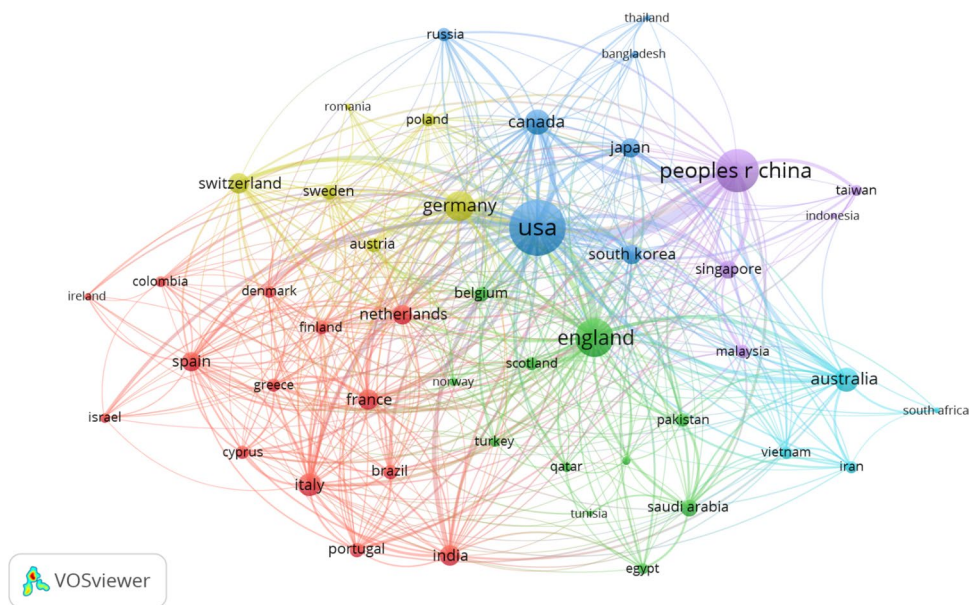 thailand
russia
bangladesh
romania
poland
canada
japan
peoples r china
switzerland
sweden
germany
taiwan
indonesia
usa
austria
south korea
singapore
colombia
ireland
denmark
belgium
netherlands
finland
england
spain
scotland
malaysia
greece
norway
australia
france
israel
south africa
pakistan
turkey
cyprus
vietnam
brazil
qatar
iran
italy
saudi arabia
tunisia
portugal
india
egypt
VOSviewer